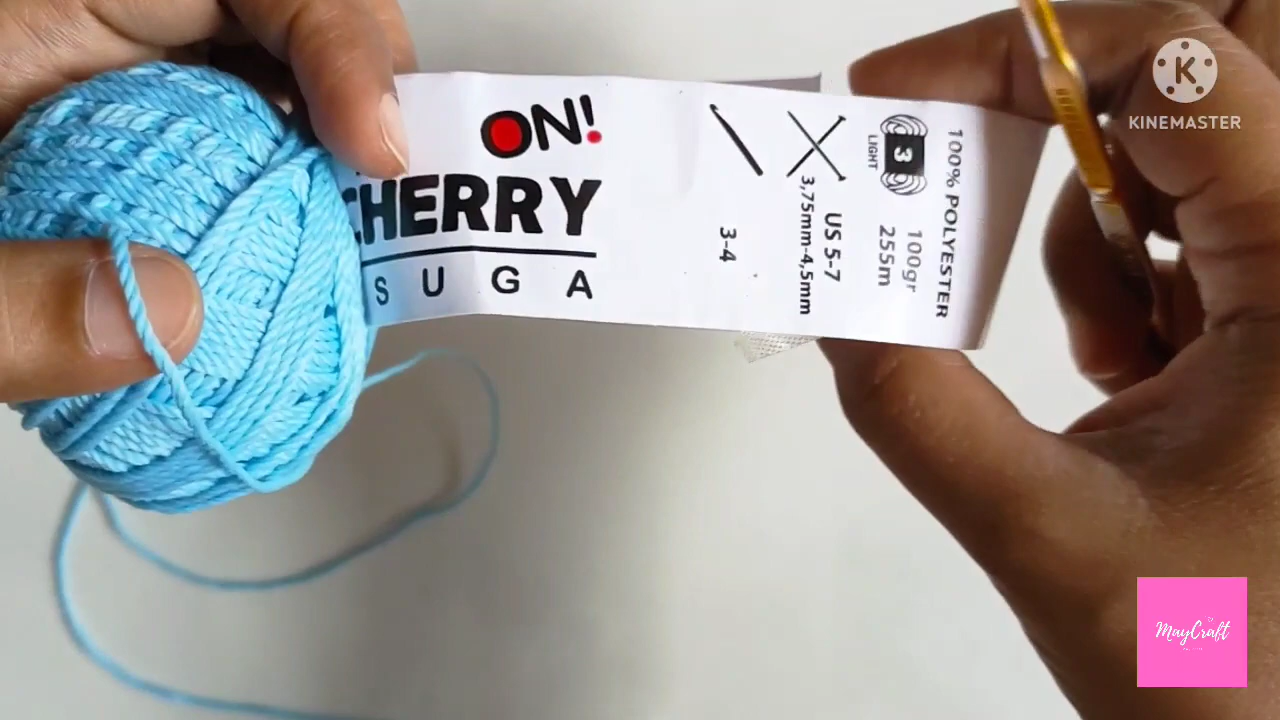 ON!
CHERRY
SUGA
3-4
US 5-7
3,75mm-4,5mm
3
LIGHT
100gr
255m
100% POLYESTER
K
KINEMASTER
MayCraft